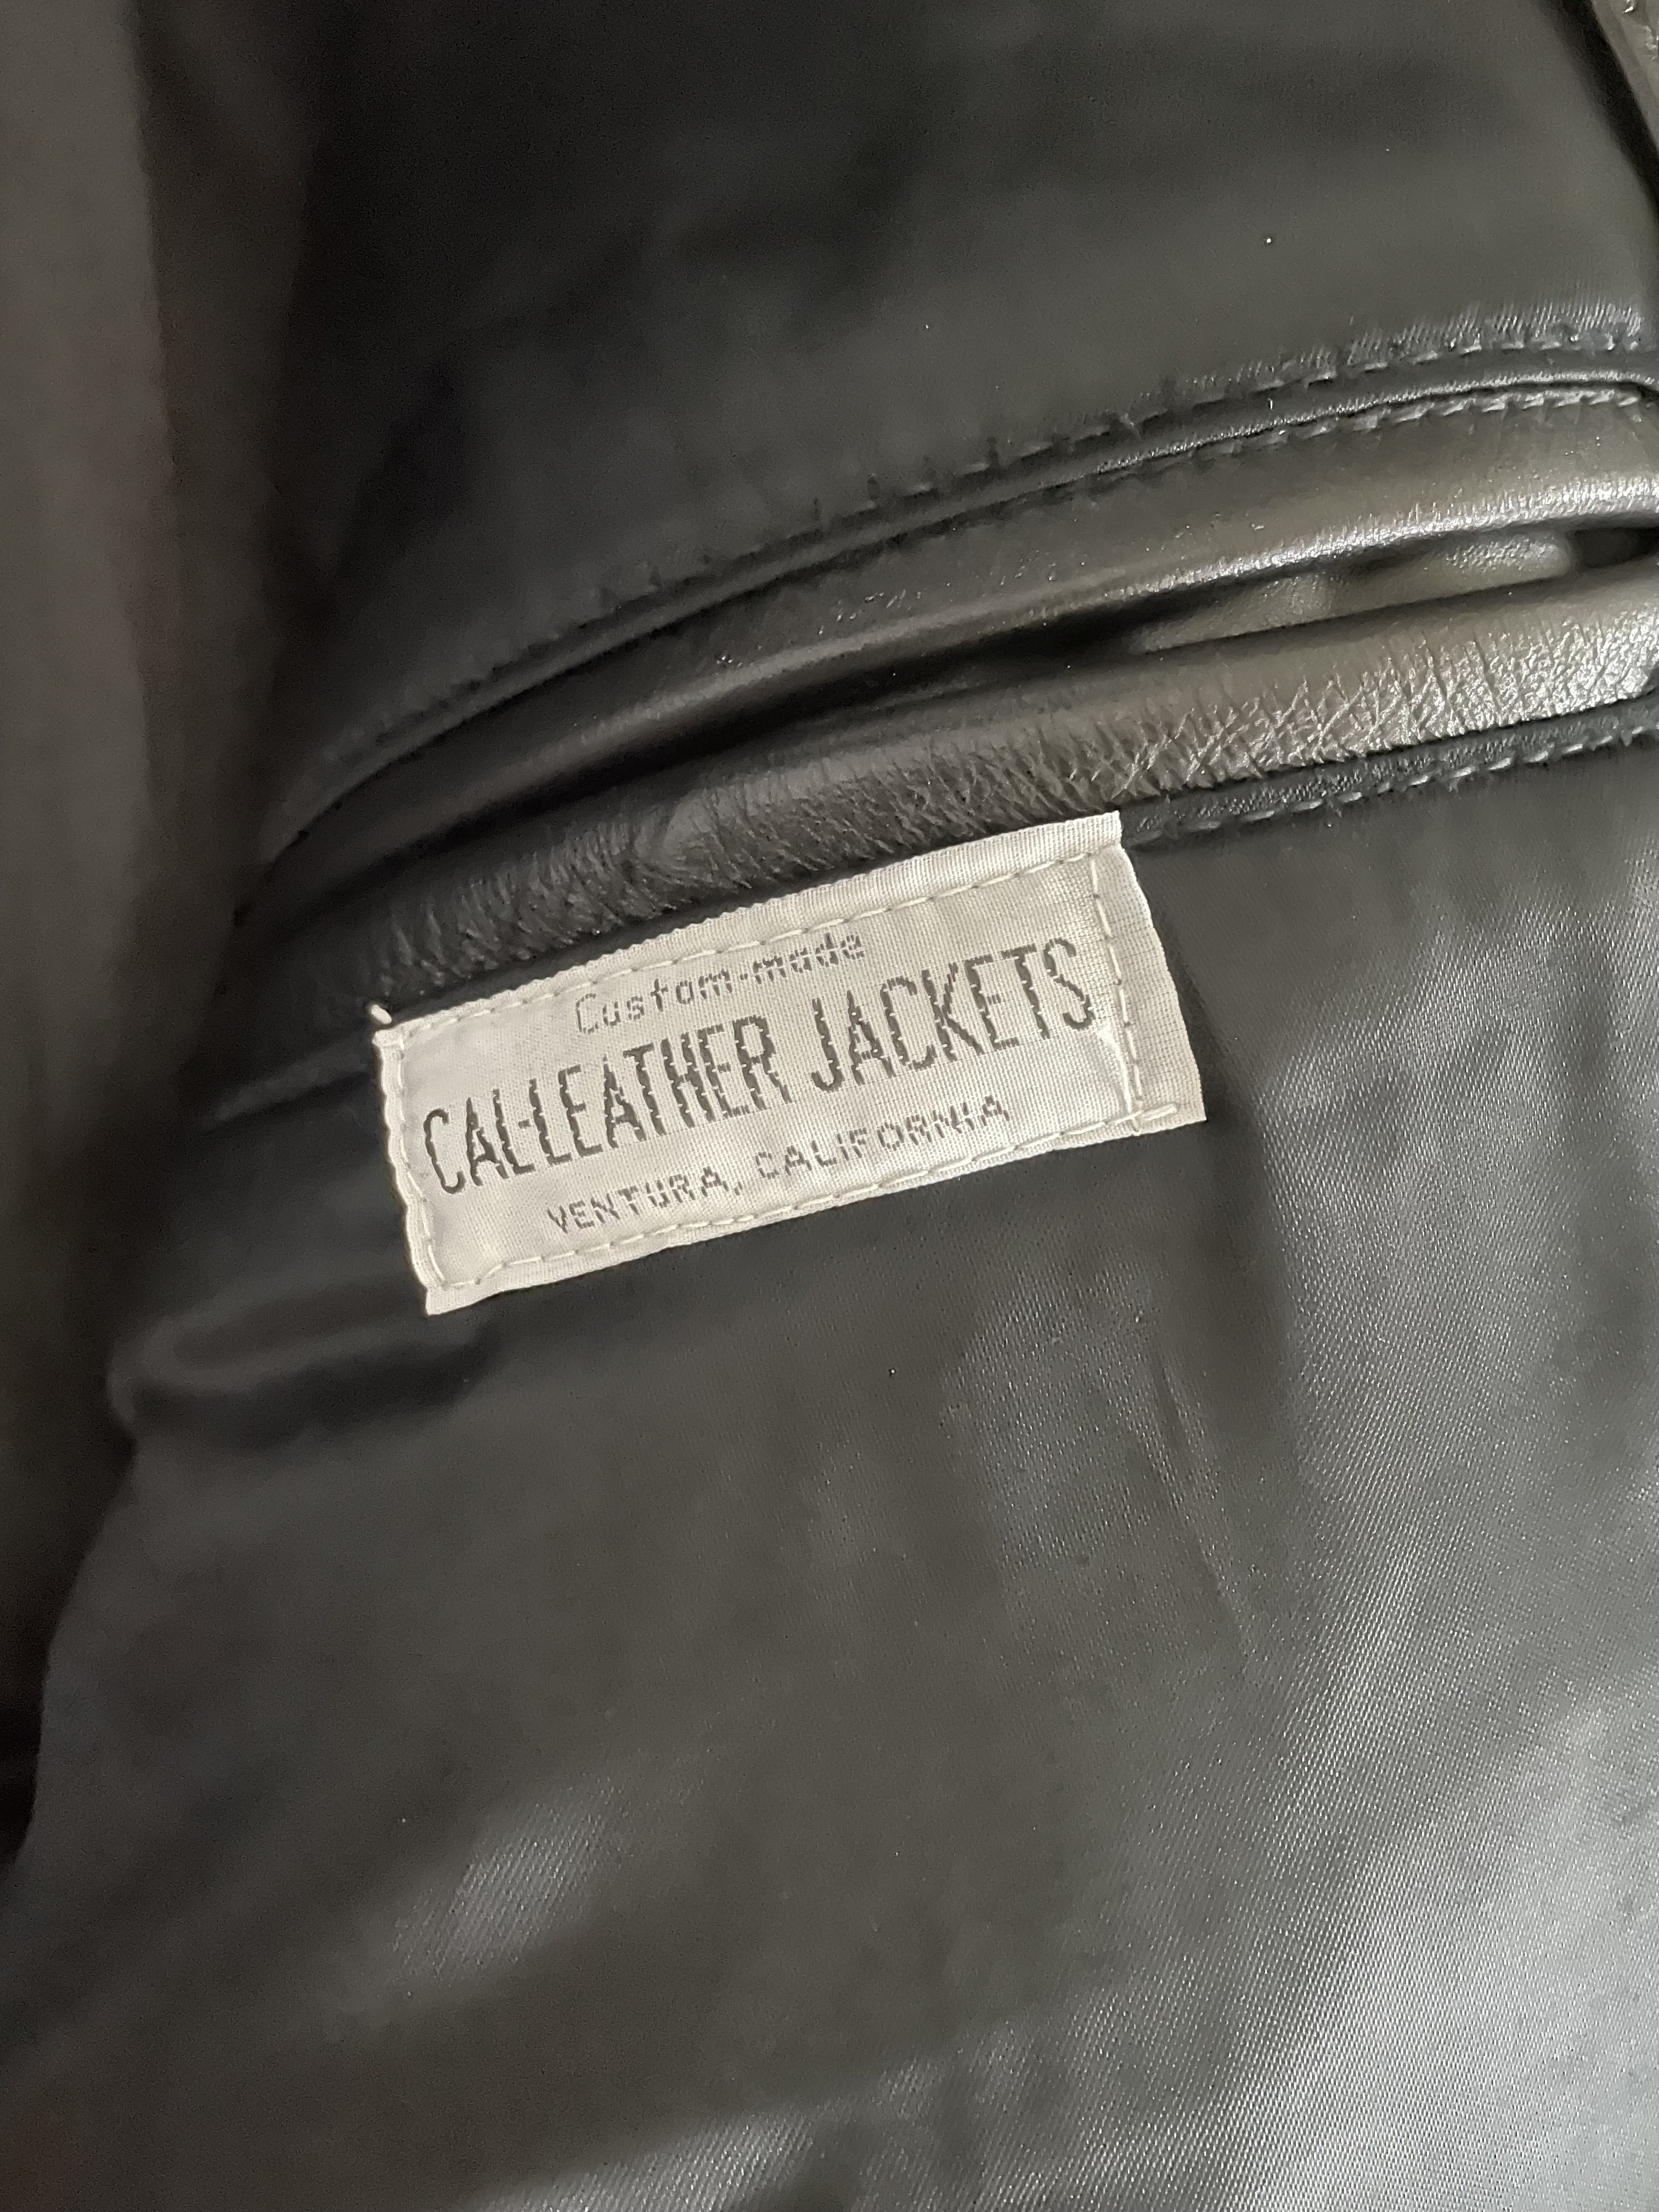 Custom-made
CAL-LEATHER JACKETS
VENTURA, CALIFORNIA